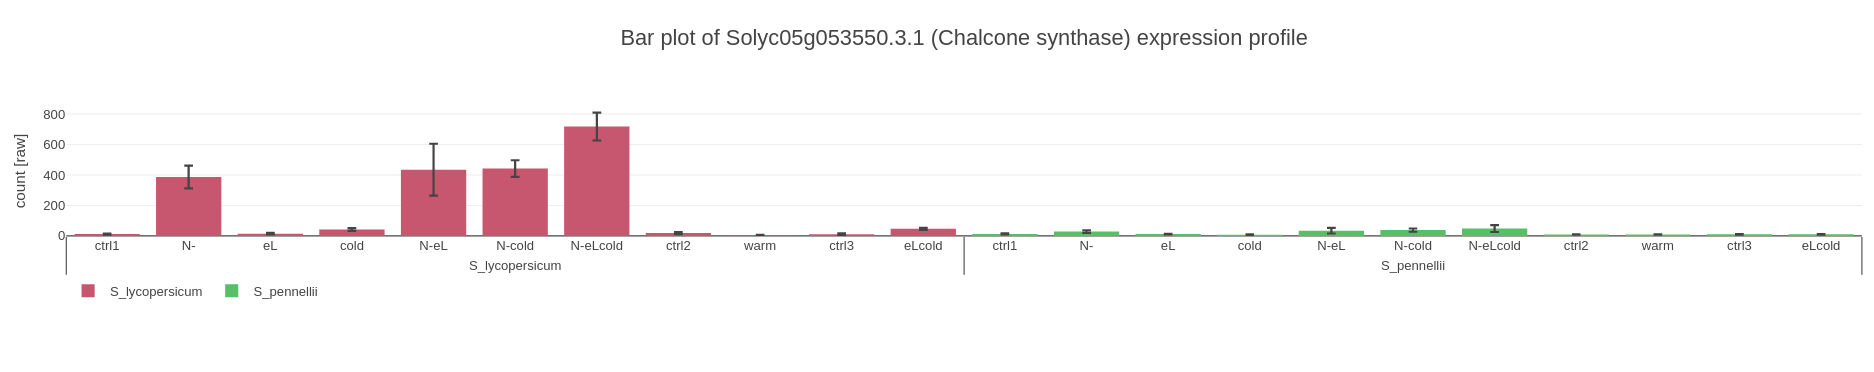 Bar plot of Solyc05g053550.3.1 (Chalcone synthase) expression profile
count [raw]
800
600
400
200
0
ctrl1 N- eL cold N-eL N-cold N-eLcold ctrl2 warm ctrl3 eLcold ctrl1 N- eL cold N-eL N-cold N-eLcold ctrl2 warm ctrl3 eLcold
S_lycopersicum S_pennellii
S_lycopersicum S_pennellii